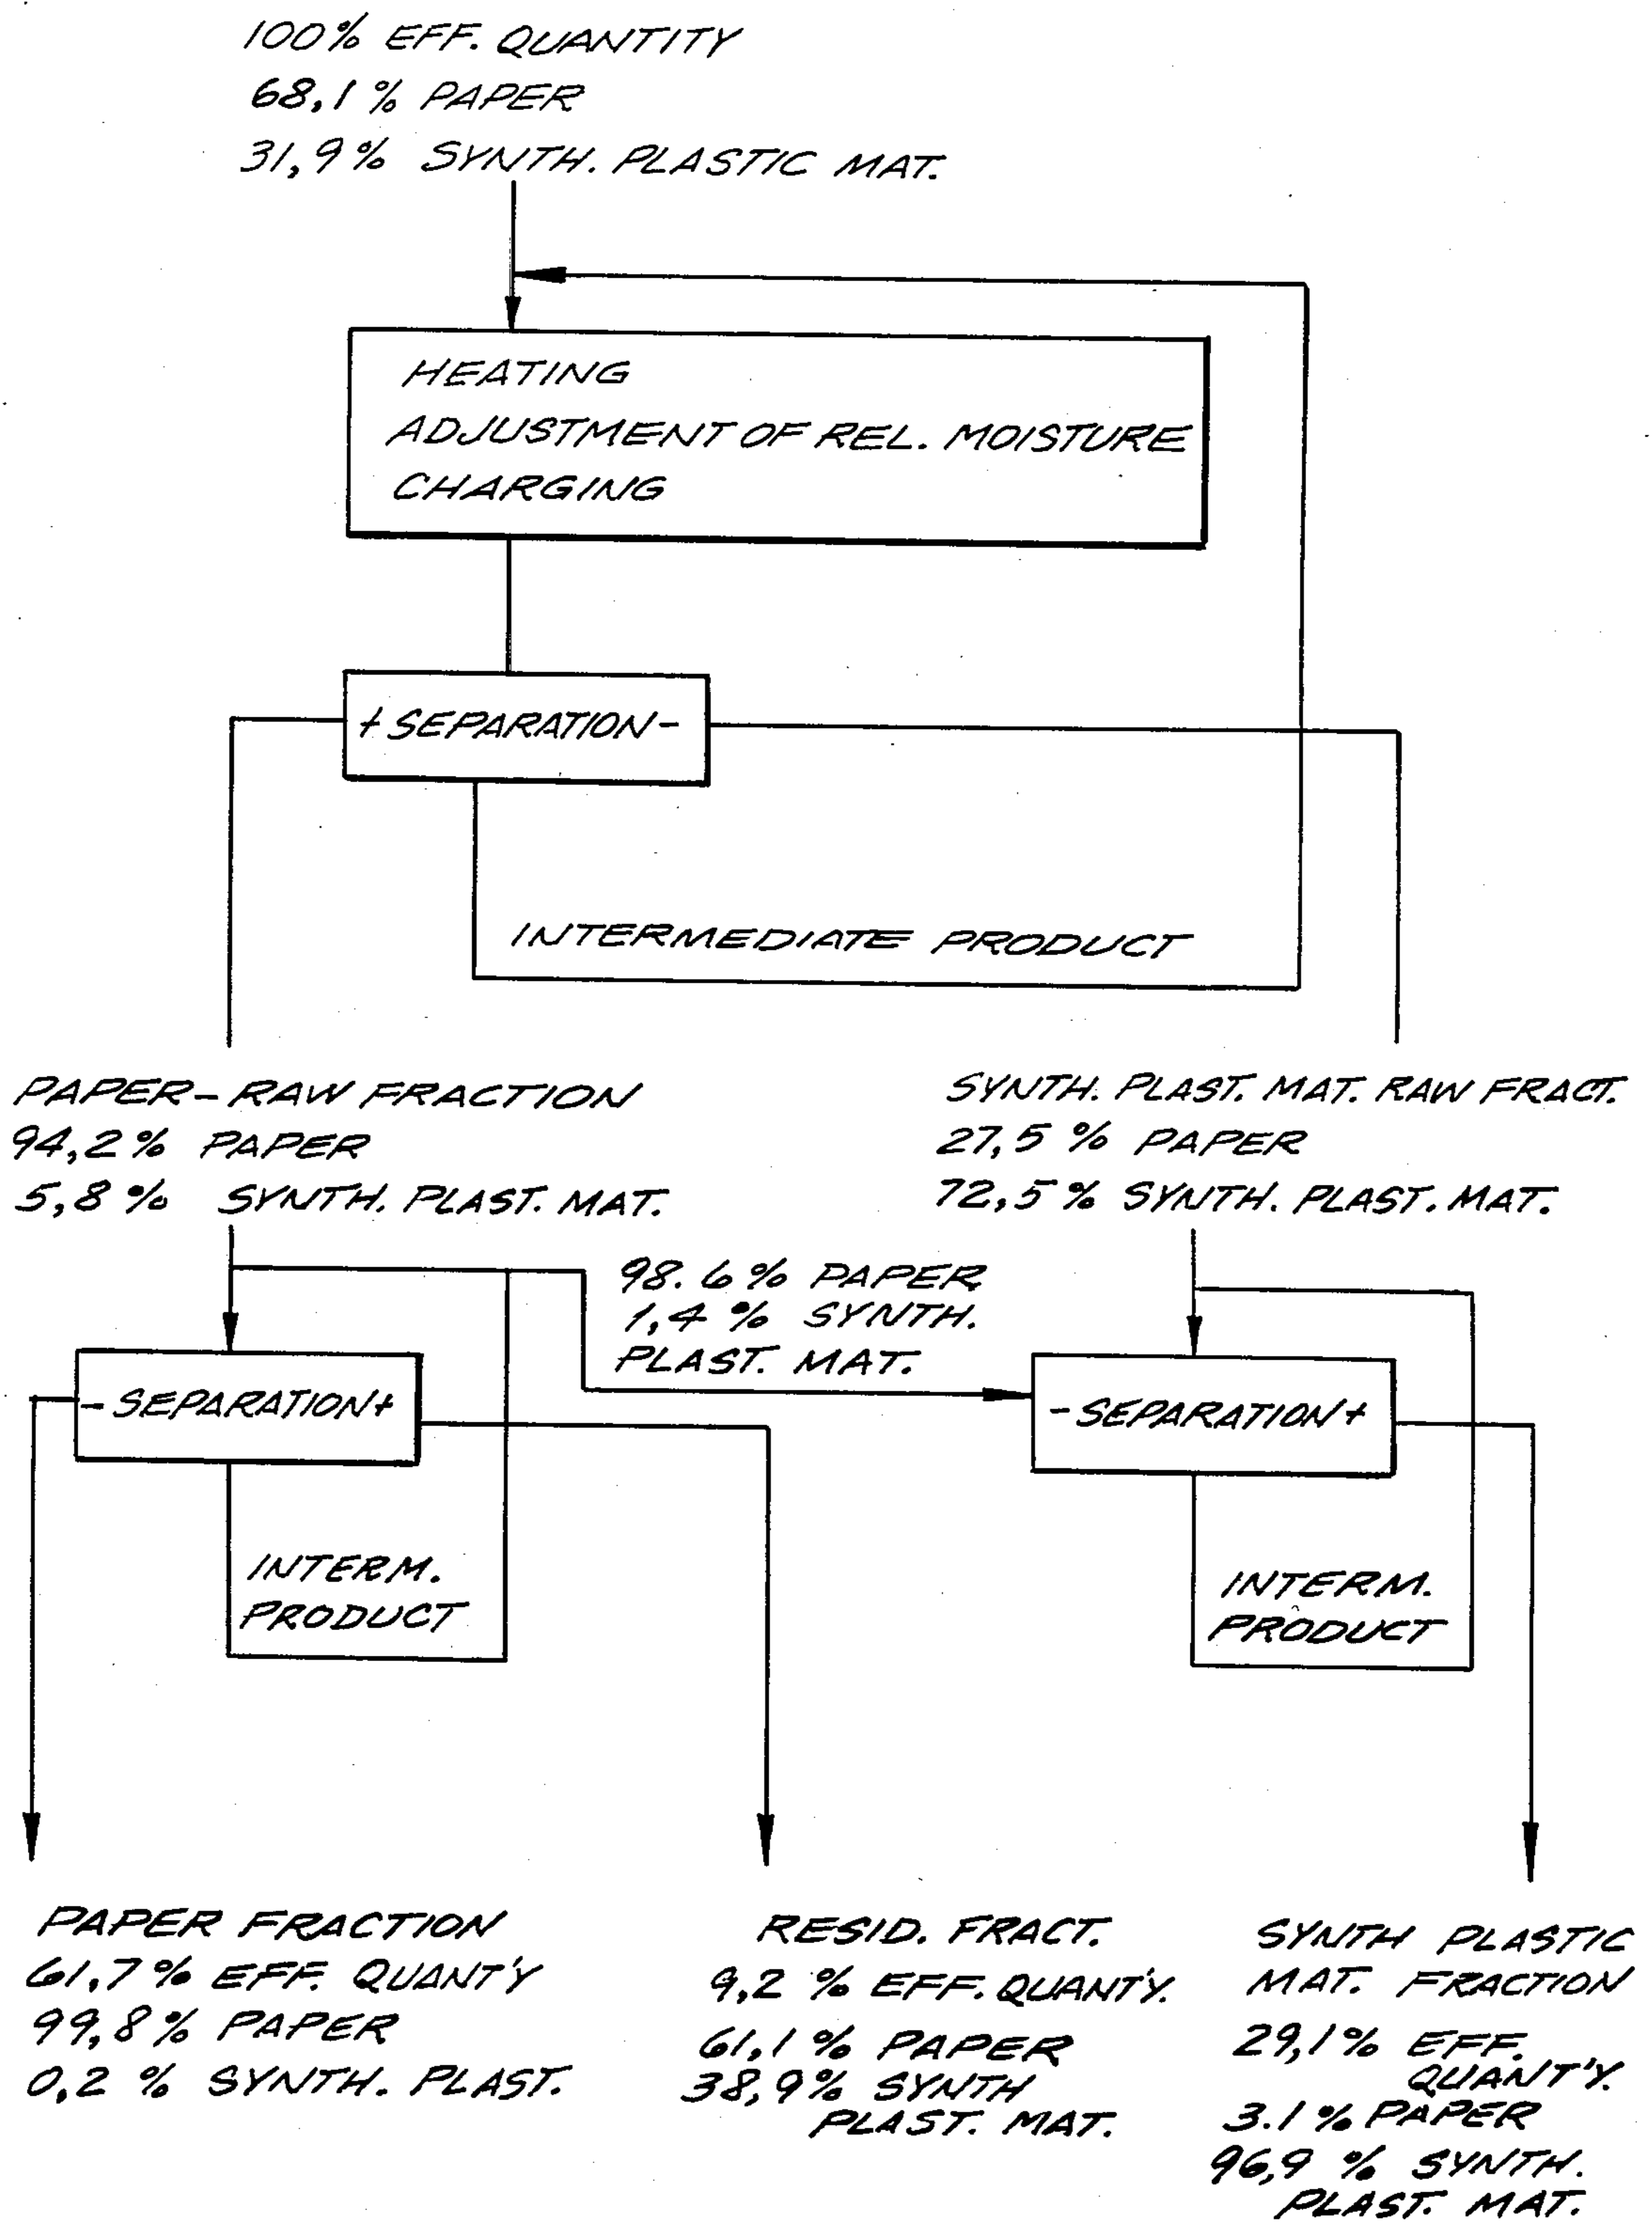 100% EFF. QUANTITY
68,1% PAPER
31,9% SYNTH. PLASTIC MAT.
HEATING
ADJUSTMENT OF REL. MOISTURE
CHARGING
+ SEPARATION -
INTERMEDIATE PRODUCT
PAPER-RAW FRACTION
94,2% PAPER
5,8% SYNTH. PLAST. MAT.
SYNTH. PLAST. MAT. RAW FRACT.
27,5 % PAPER
72,5% SYNTH. PLAST. MAT.
98.6% PAPER
1,4 % SYNTH.
PLAST. MAT.
- SEPARATION +
INTERM.
PRODUCT
- SEPARATION +
INTERM.
PRODUCT
PAPER FRACTION
61,7% EFF. QUANT'Y
99,8% PAPER
0,2 % SYNTH. PLAST.
RESID. FRACT.
9,2 % EFF. QUANT'Y.
61,1% PAPER
38,9% SYNTH
PLAST. MAT.
SYNTH PLASTIC
MAT. FRACTION
29,1% EFF.
QUANT'Y.
3.1% PAPER
96,9 % SYNTH.
PLAST. MAT.